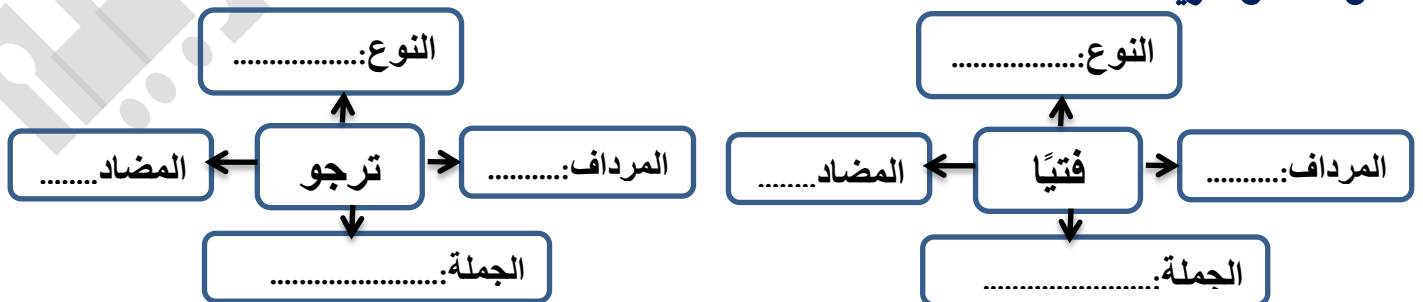 النوع:.................
النوع:.................
المرداف:..........
فتيًا
المضاد........
المرداف:..........
ترجو
المضاد........
الجملة:.......................
الجملة:.......................